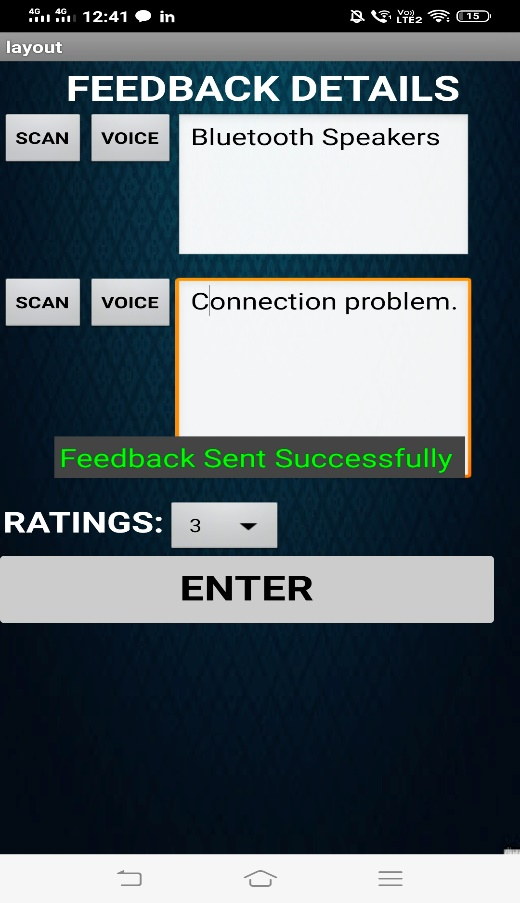 4G 4G 12:41 in Vo)) LTE2 15
layout
FEEDBACK DETAILS
SCAN VOICE Bluetooth Speakers
SCAN VOICE Connection problem.
Feedback Sent Successfully
RATINGS: 3
ENTER